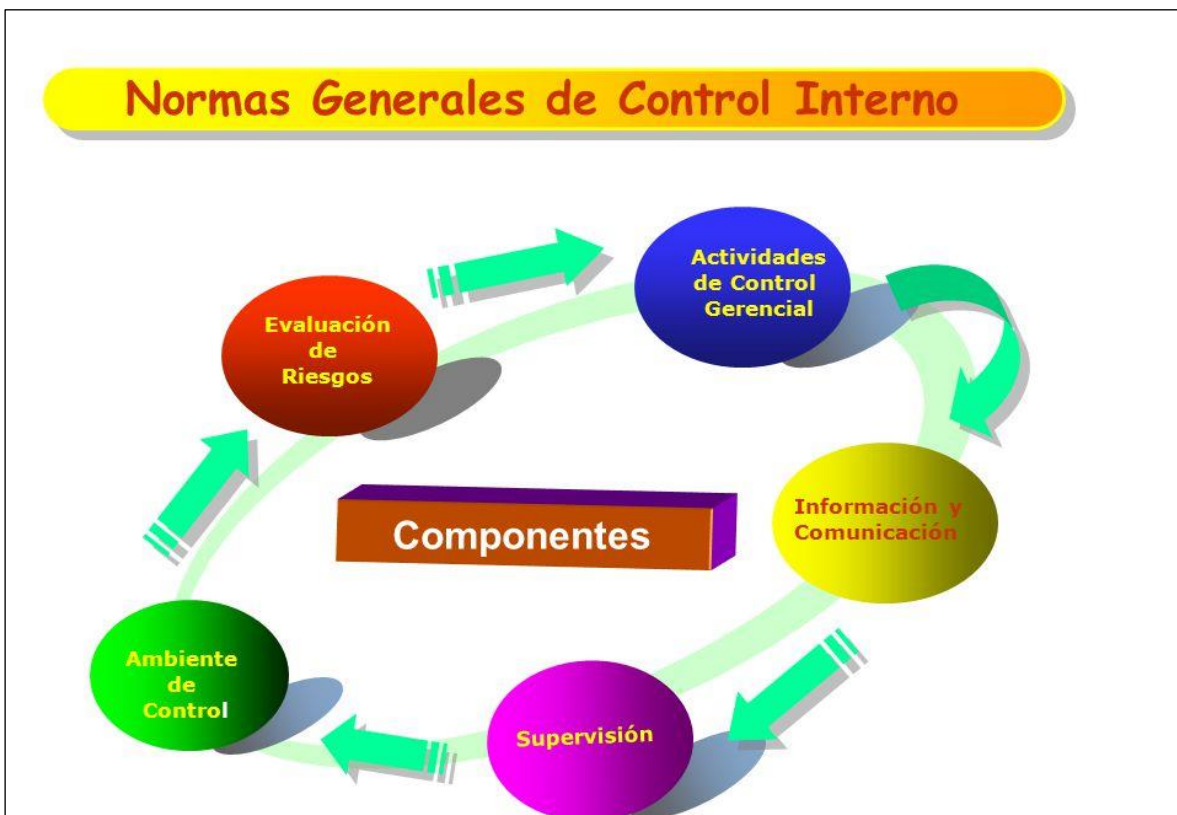 Normas Generales de Control Interno
Actividades
de Control
Gerencial
Evaluación
de
Riesgos
Información y
Comunicación
Componentes
Ambiente
de
Control
Supervisión